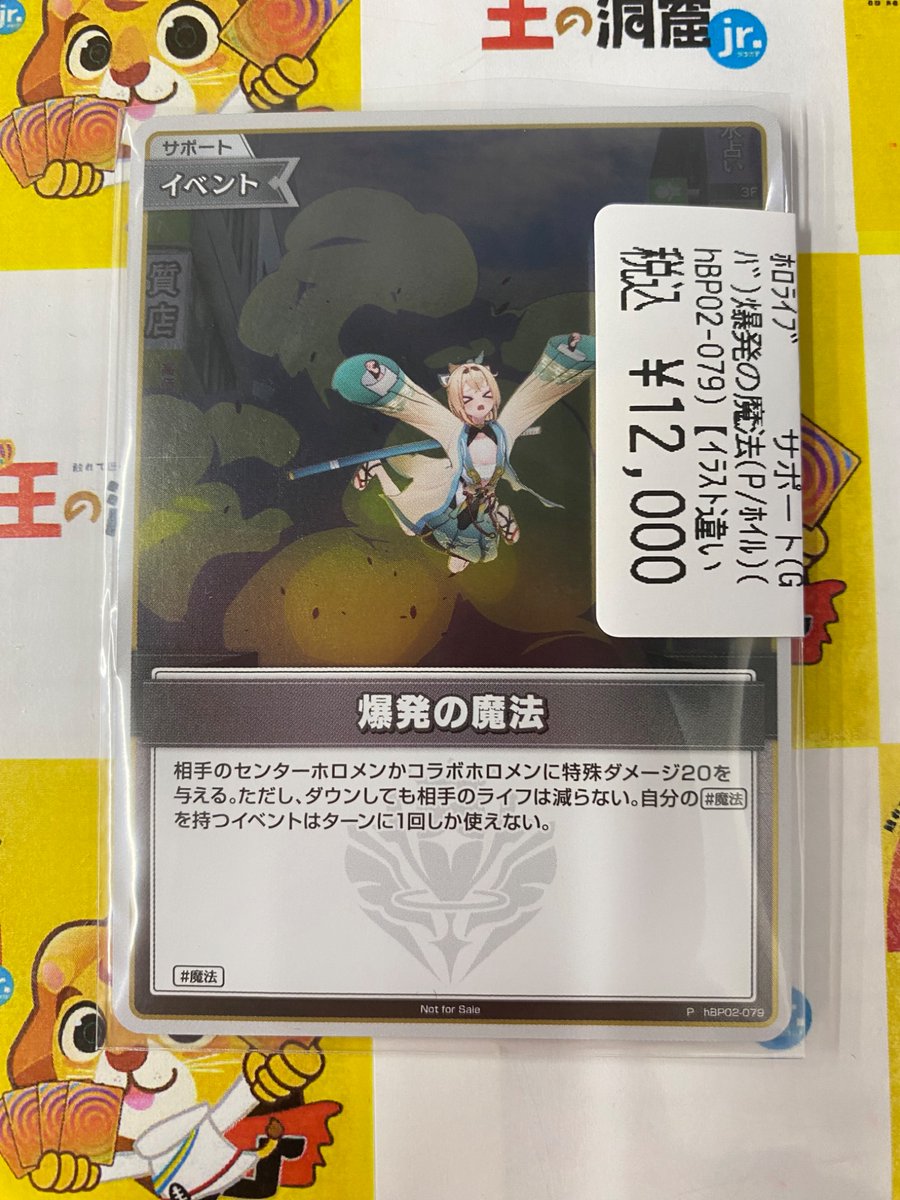 王の洞窟
jr.
サポート
イベント
3F
質店
ホロライブ サポート(G
バ)爆発の魔法(P/ホイル)(
hBP02-079)【イラスト違い
税込 ¥12,000
王の
爆発の魔法
相手のセンターホロメンかコラボホロメンに特殊ダメージ20を
与える。ただし、ダウンしても相手のライフは減らない。自分の#魔法
を持つイベントはターンに1回しか使えない。
#魔法
Not for Sale
P hBP02-079
jr.